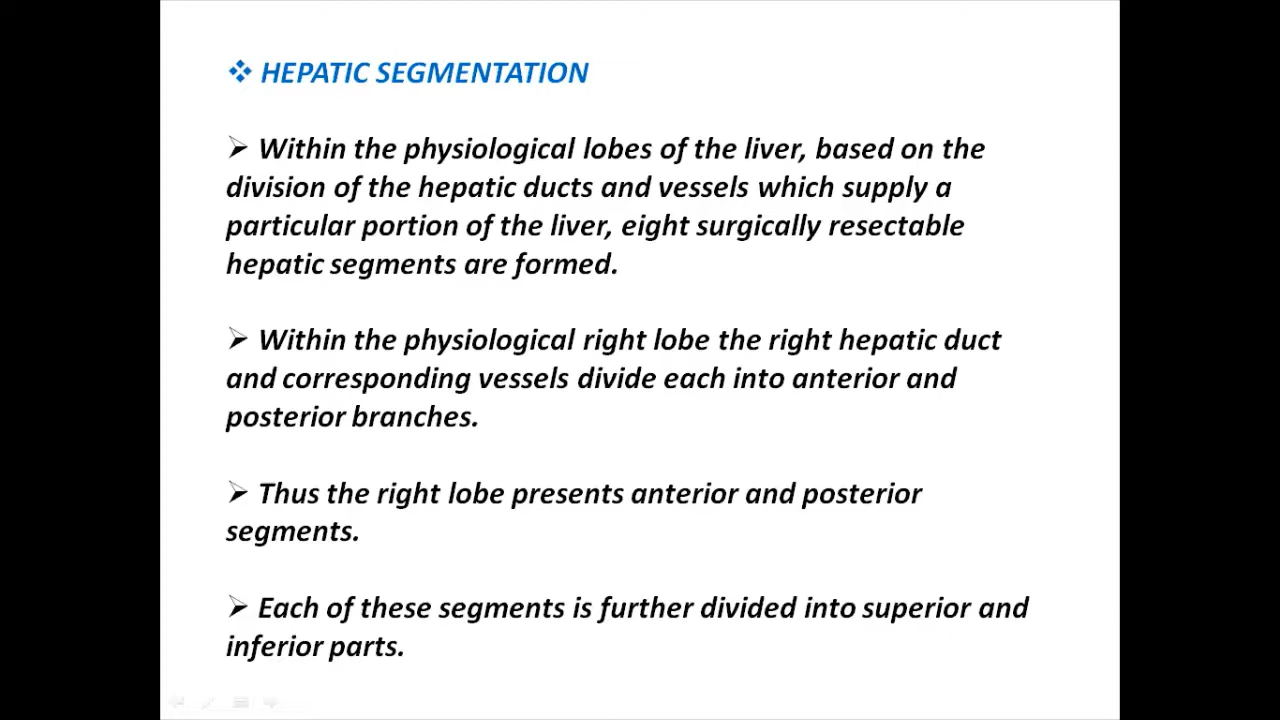 ❖ HEPATIC SEGMENTATION
➢ Within the physiological lobes of the liver, based on the
division of the hepatic ducts and vessels which supply a
particular portion of the liver, eight surgically resectable
hepatic segments are formed.
➢ Within the physiological right lobe the right hepatic duct
and corresponding vessels divide each into anterior and
posterior branches.
➢ Thus the right lobe presents anterior and posterior
segments.
➢ Each of these segments is further divided into superior and
inferior parts.